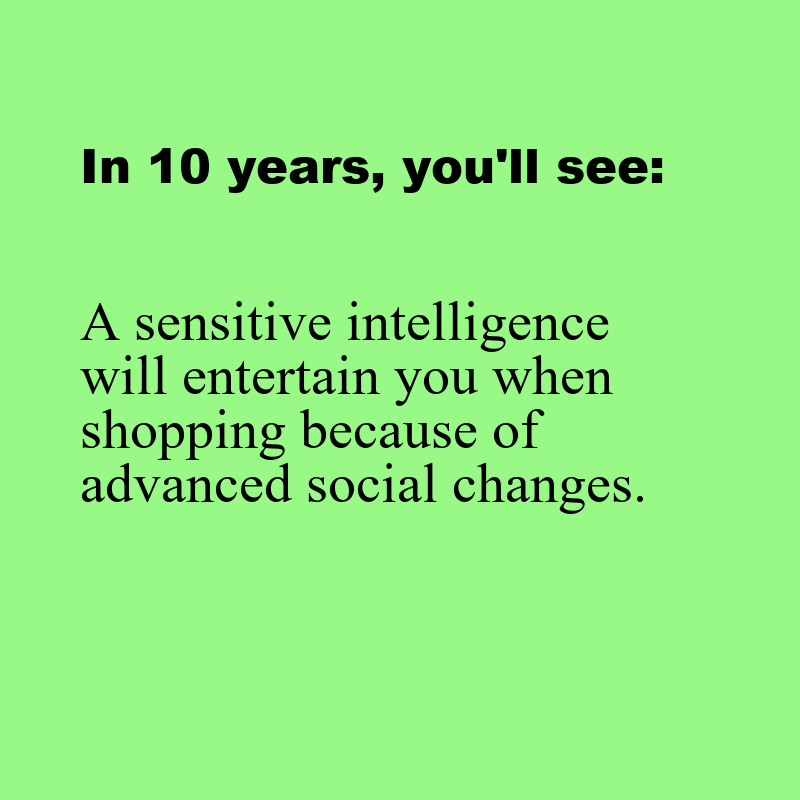 In 10 years, you'll see:
A sensitive intelligence
will entertain you when
shopping because of
advanced social changes.